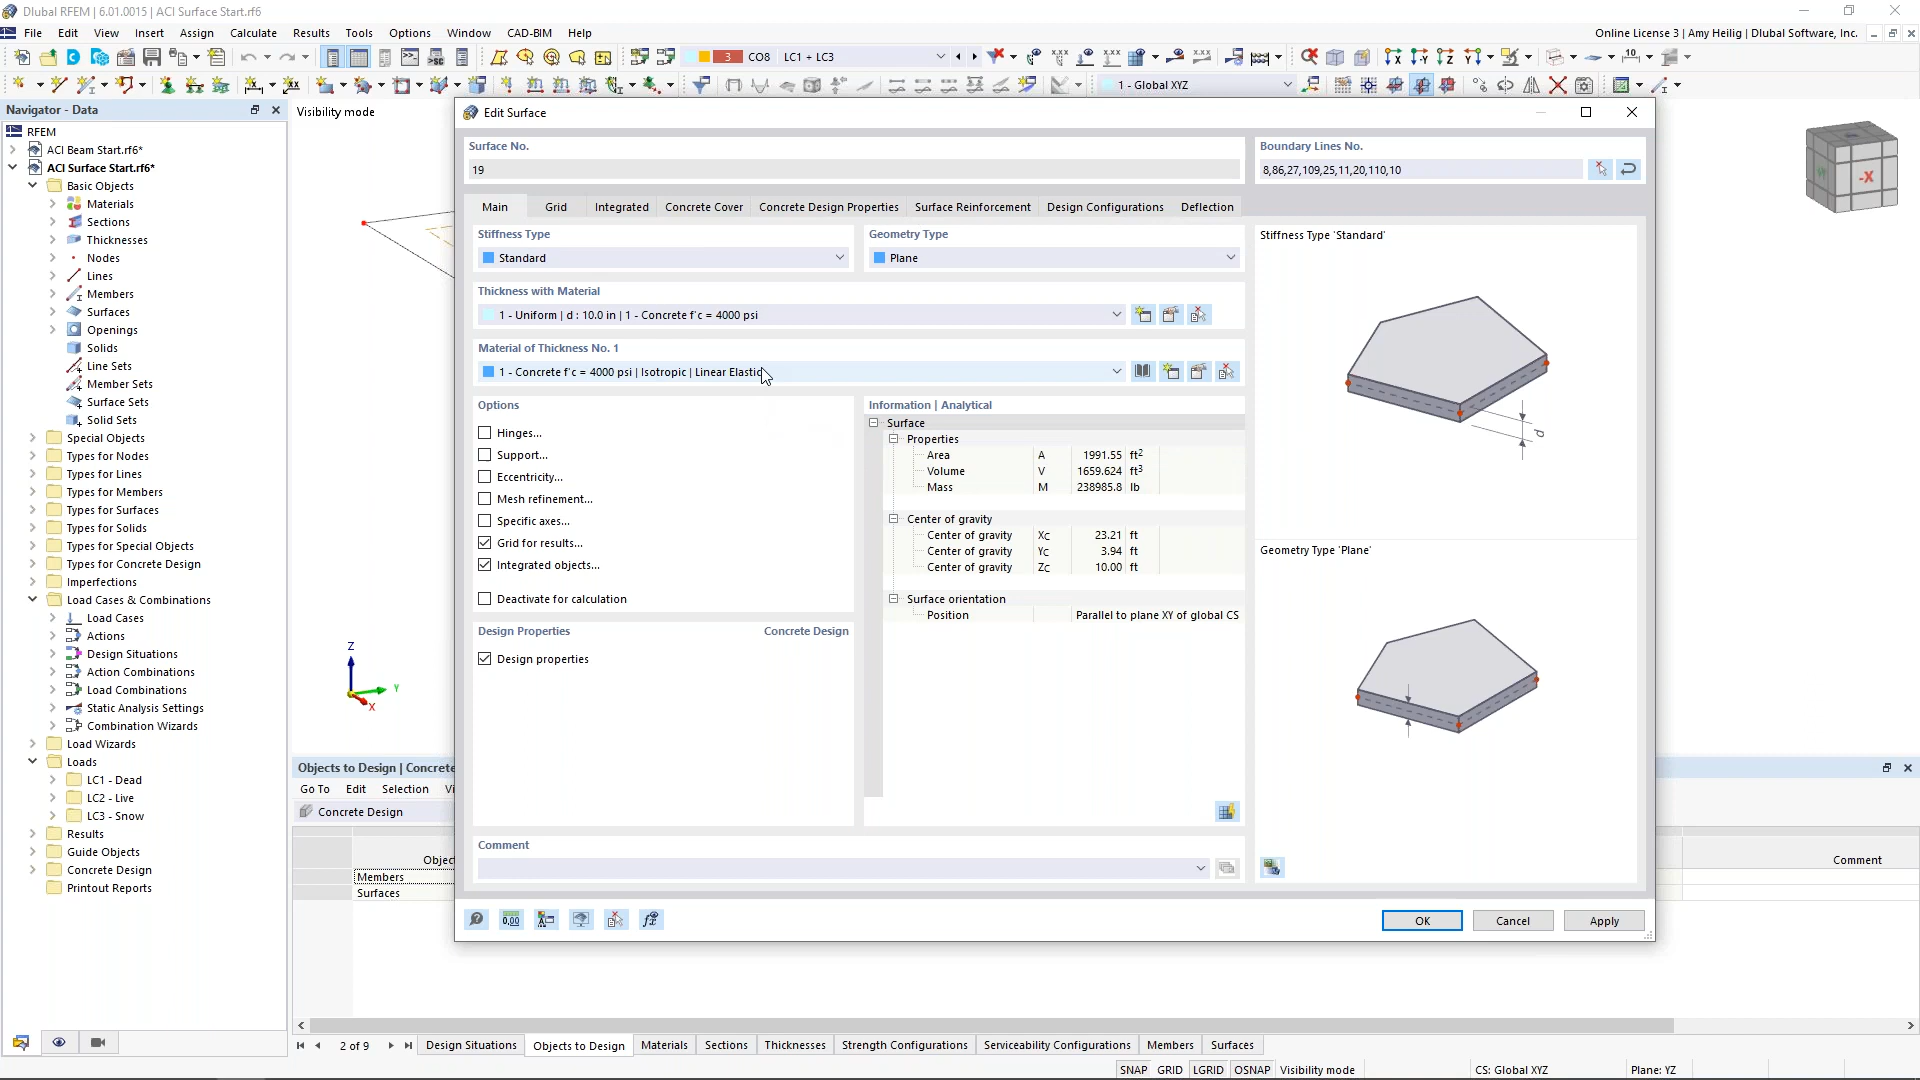 Dlubal RFEM | 6.01.0015 | ACI Surface Start.rf6*
File Edit View Insert Assign Calculate Results Tools Options Window CAD-BIM Help
Online License 3 | Amy Heilig | Dlubal Software, Inc.
3 CO8 LC1 + LC3
1 - Global XYZ
Navigator - Data
RFEM
ACI Beam Start.rf6*
ACI Surface Start.rf6*
Basic Objects
Materials
Sections
Thicknesses
Nodes
Lines
Members
Surfaces
Openings
Solids
Line Sets
Member Sets
Surface Sets
Solid Sets
Special Objects
Types for Nodes
Types for Lines
Types for Members
Types for Surfaces
Types for Solids
Types for Special Objects
Types for Concrete Design
Imperfections
Load Cases & Combinations
Load Cases
Actions
Design Situations
Action Combinations
Load Combinations
Static Analysis Settings
Combination Wizards
Load Wizards
Loads
LC1 - Dead
LC2 - Live
LC3 - Snow
Results
Guide Objects
Concrete Design
Printout Reports
Visibility mode
Z
Y
X
-X
Edit Surface
Surface No.
19
Boundary Lines No.
8,86,27,109,25,11,20,110,10
Main Grid Integrated Concrete Cover Concrete Design Properties Surface Reinforcement Design Configurations Deflection
Stiffness Type
Standard
Geometry Type
Plane
Thickness with Material
1 - Uniform | d : 10.0 in | 1 - Concrete f'c = 4000 psi
Material of Thickness No. 1
1 - Concrete f'c = 4000 psi | Isotropic | Linear Elastic
Options
Hinges...
Support...
Eccentricity...
Mesh refinement...
Specific axes...
Grid for results...
Integrated objects...
Deactivate for calculation
Design Properties Concrete Design
Design properties
Information | Analytical
Surface
Properties
Area A 1991.55 ft2
Volume V 1659.624 ft3
Mass M 238985.8 lb
Center of gravity
Center of gravity XC 23.21 ft
Center of gravity YC 3.94 ft
Center of gravity ZC 10.00 ft
Surface orientation
Position Parallel to plane XY of global CS
Stiffness Type 'Standard'
d
Geometry Type 'Plane'
Comment
OK Cancel Apply
Objects to Design | Concrete
Go To Edit Selection Vi
Concrete Design
Objec
Comment
Members
Surfaces
2 of 9 Design Situations Objects to Design Materials Sections Thicknesses Strength Configurations Serviceability Configurations Members Surfaces
SNAP GRID LGRID OSNAP Visibility mode CS: Global XYZ Plane: YZ